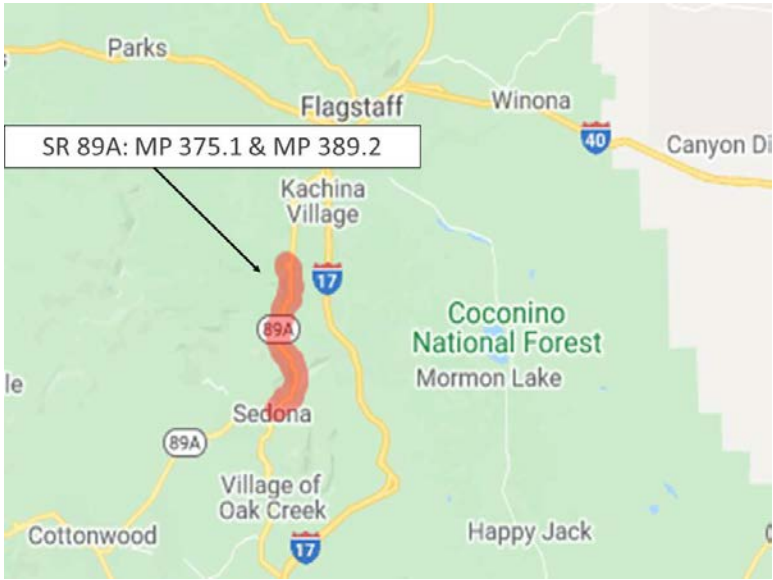 Parks
Flagstaff
Winona
SR 89A: MP 375.1 & MP 389.2
40
Canyon Di
Kachina
Village
17
Coconino
National Forest
89A
Mormon Lake
le
Sedona
89A
Village of
Oak Creek
Cottonwood
Happy Jack
17